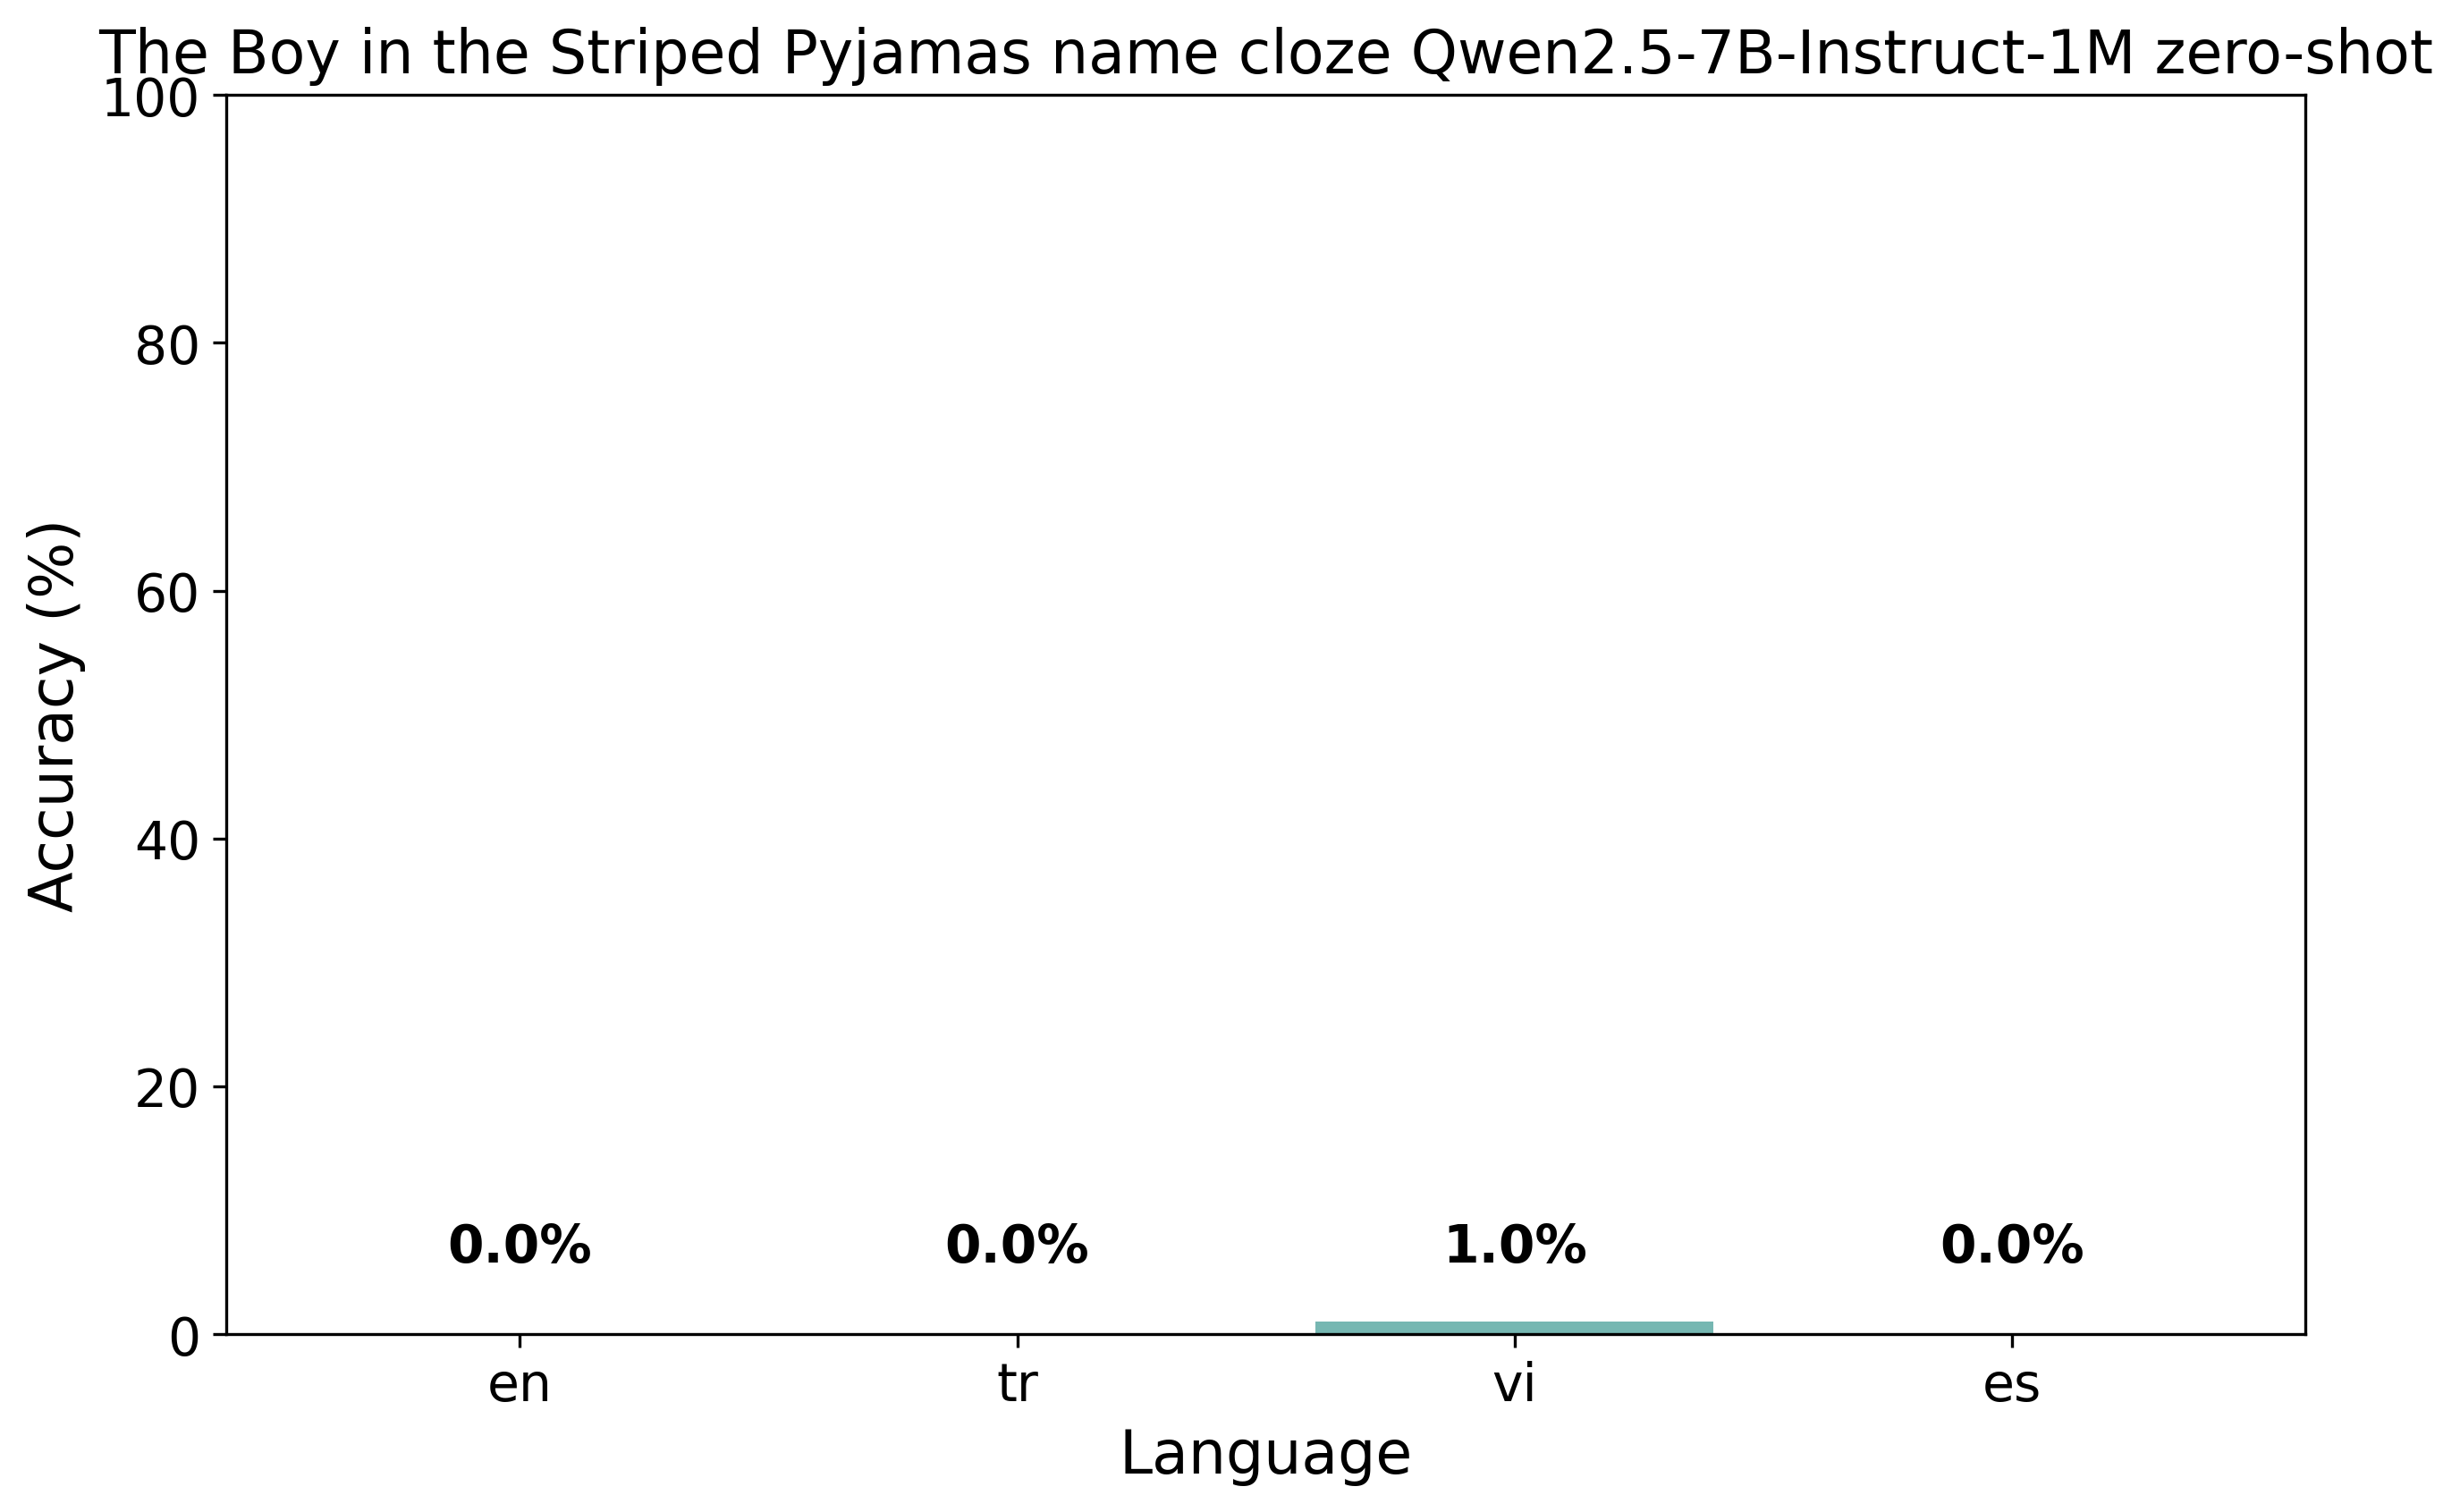 The Boy in the Striped Pyjamas name cloze Qwen2.5-7B-Instruct-1M zero-shot
100
80
60
40
20
0
Accuracy (%)
0.0%
0.0%
1.0%
0.0%
en
tr
vi
es
Language